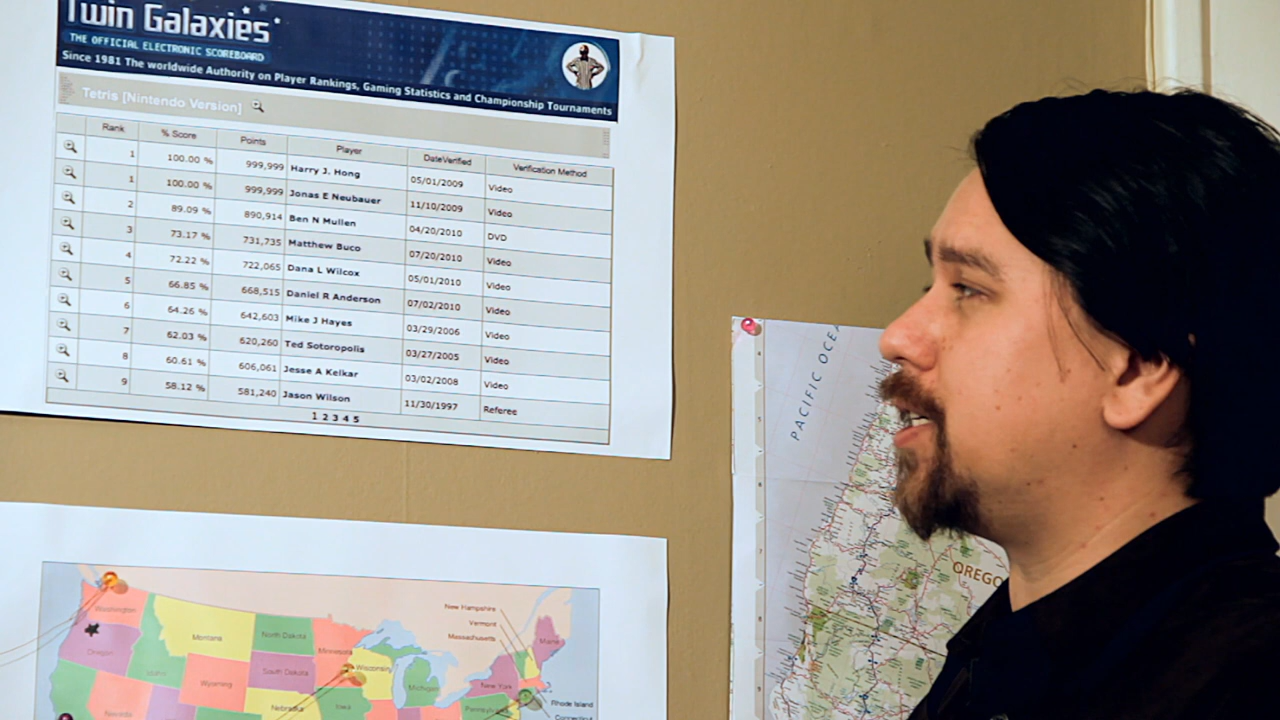 Twin Galaxies
THE OFFICIAL ELECTRONIC SCOREBOARD
Since 1981 The worldwide Authority on Player Rankings, Gaming Statistics and Championship Tournaments
Tetris [Nintendo Version]
Rank % Score Points Player DateVerified Verification Method
1 100.00 % 999,999 Harry J. Hong 05/01/2009 Video
1 100.00 % 999,999 Jonas E Neubauer 11/10/2009 Video
2 89.09 % 890,914 Ben N Mullen 04/20/2010 DVD
3 73.17 % 731,735 Matthew Buco 07/20/2010 Video
4 72.22 % 722,065 Dana L Wilcox 05/01/2010 Video
5 66.85 % 668,515 Daniel R Anderson 07/02/2010 Video
6 64.26 % 642,603 Mike J Hayes 03/29/2006 Video
7 62.03 % 620,260 Ted Sotoropolis 03/27/2005 Video
8 60.61 % 606,061 Jesse A Kelkar 03/02/2008 Video
9 58.12 % 581,240 Jason Wilson 11/30/1997 Referee
1 2 3 4 5
PACIFIC OCEA
OREGO
New Hampshire
Vermont
Massachusetts
Washington
Montana
North Dakota
Minnesota
Maine
Oregon
Idaho
Wyoming
South Dakota
Wisconsin
Michigan
New York
Nevada
Nebraska
Iowa
Pennsylvania
Rhode Island
Connecticut